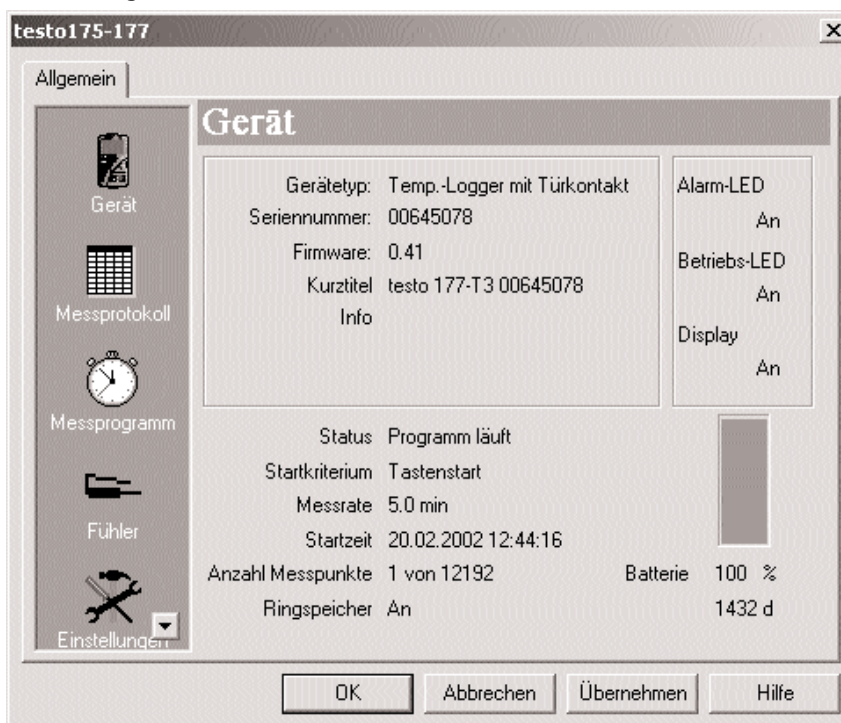 testo175-177
Allgemein
Gerät
Messprotokoll
Messprogramm
Fühler
Einstellungen
Gerät
Gerätetyp: Temp.-Logger mit Türkontakt
Seriennummer: 00645078
Firmware: 0.41
Kurztitel testo 177-T3 00645078
Info
Alarm-LED
An
Betriebs-LED
An
Display
An
Status Programm läuft
Startkriterium Tastenstart
Messrate 5.0 min
Startzeit 20.02.2002 12:44:16
Anzahl Messpunkte 1 von 12192
Ringspeicher An
Batterie 100 %
1432 d
OK Abbrechen Übernehmen Hilfe